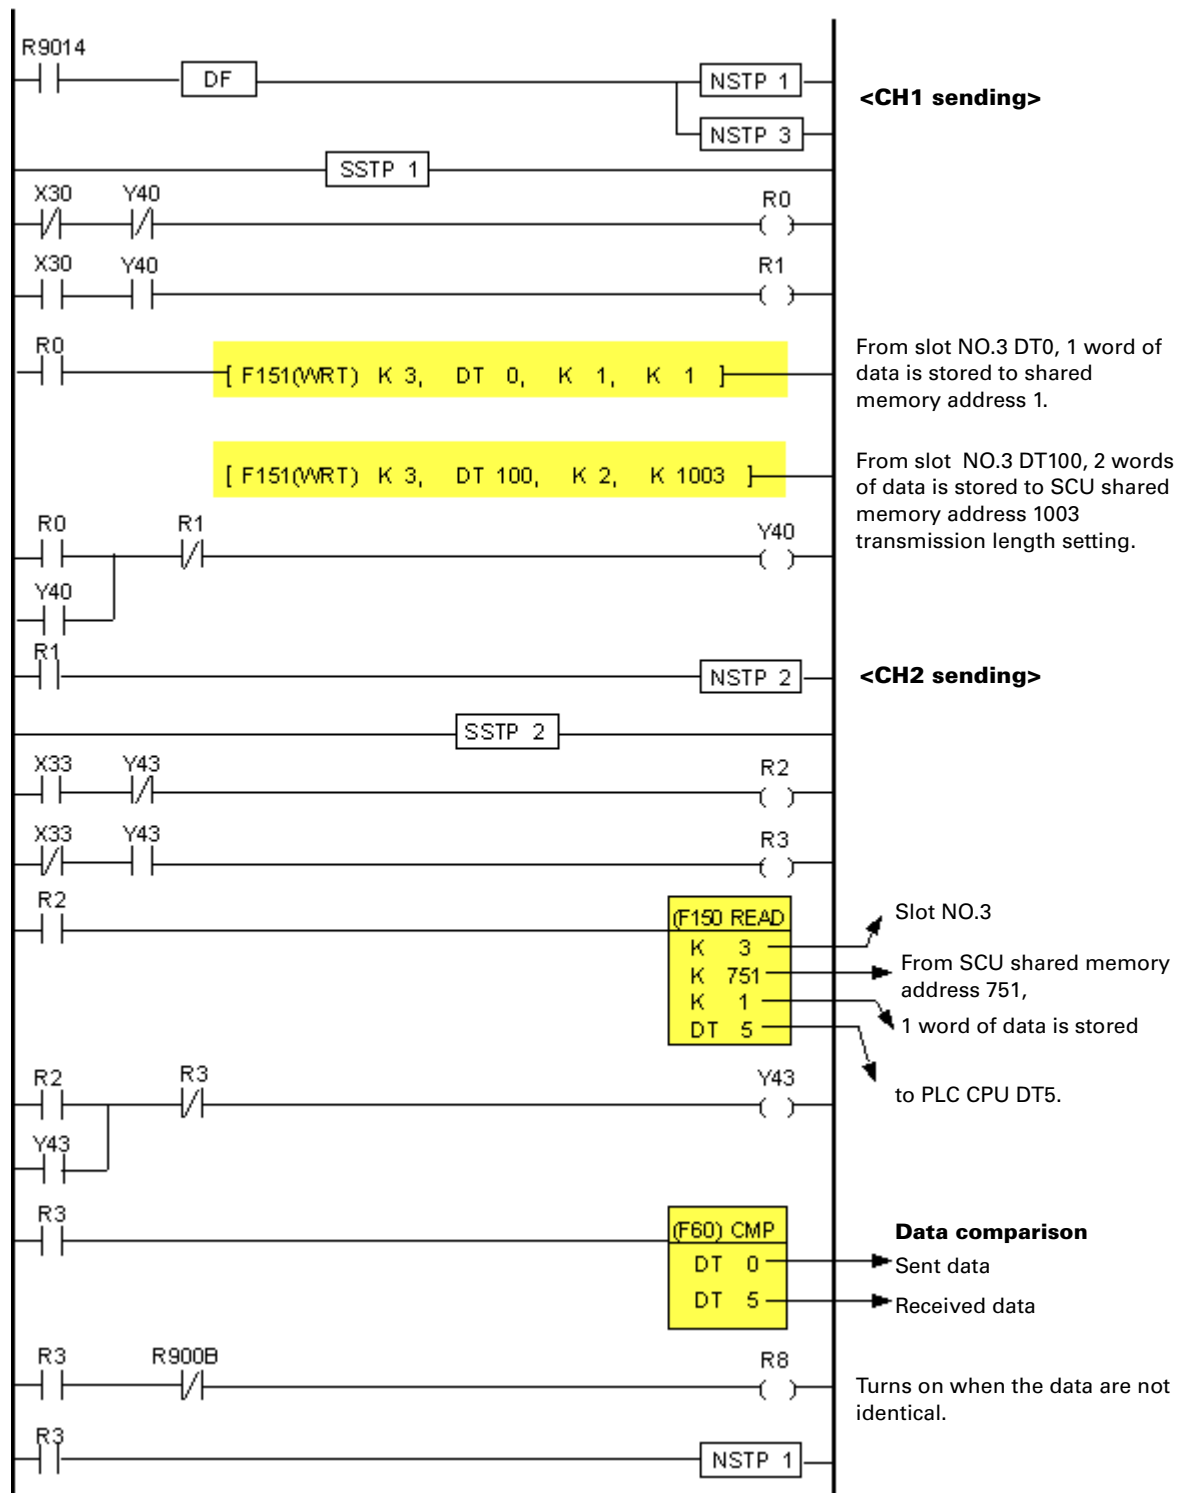 R9014
DF
NSTP 1
<CH1 sending>
NSTP 3
SSTP 1
X30 Y40 R0
X30 Y40 R1
R0
[ F151(WRT) K 3, DT 0, K 1, K 1 ]
From slot NO.3 DT0, 1 word of
data is stored to shared
memory address 1.
[ F151(WRT) K 3, DT 100, K 2, K 1003 ]
From slot NO.3 DT100, 2 words
of data is stored to SCU shared
memory address 1003
transmission length setting.
R0 R1 Y40
Y40
R1
NSTP 2
<CH2 sending>
SSTP 2
X33 Y43 R2
X33 Y43 R3
R2
(F150 READ
K 3
K 751
K 1
DT 5
Slot NO.3
From SCU shared memory
address 751,
1 word of data is stored
to PLC CPU DT5.
R2 R3 Y43
Y43
R3
(F60) CMP
DT 0
DT 5
Data comparison
Sent data
Received data
R3 R900B R8
Turns on when the data are not
identical.
R3
NSTP 1